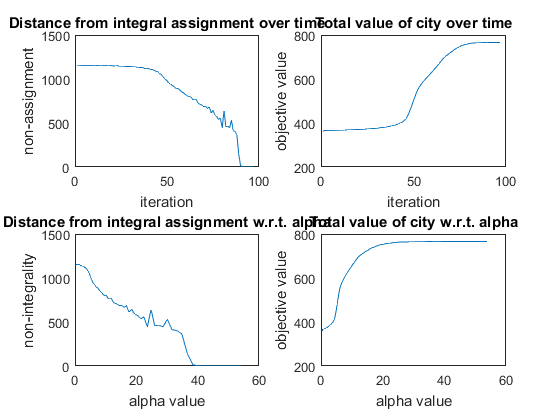 Distance from integral assignment over time
1500
1000
500
0
non-assignment
0 50 100
iteration
Total value of city over time
800
600
400
200
objective value
0 50 100
iteration
Distance from integral assignment w.r.t. alpha
1500
1000
500
0
non-integrality
0 20 40 60
alpha value
Total value of city w.r.t. alpha
800
600
400
200
objective value
0 20 40 60
alpha value